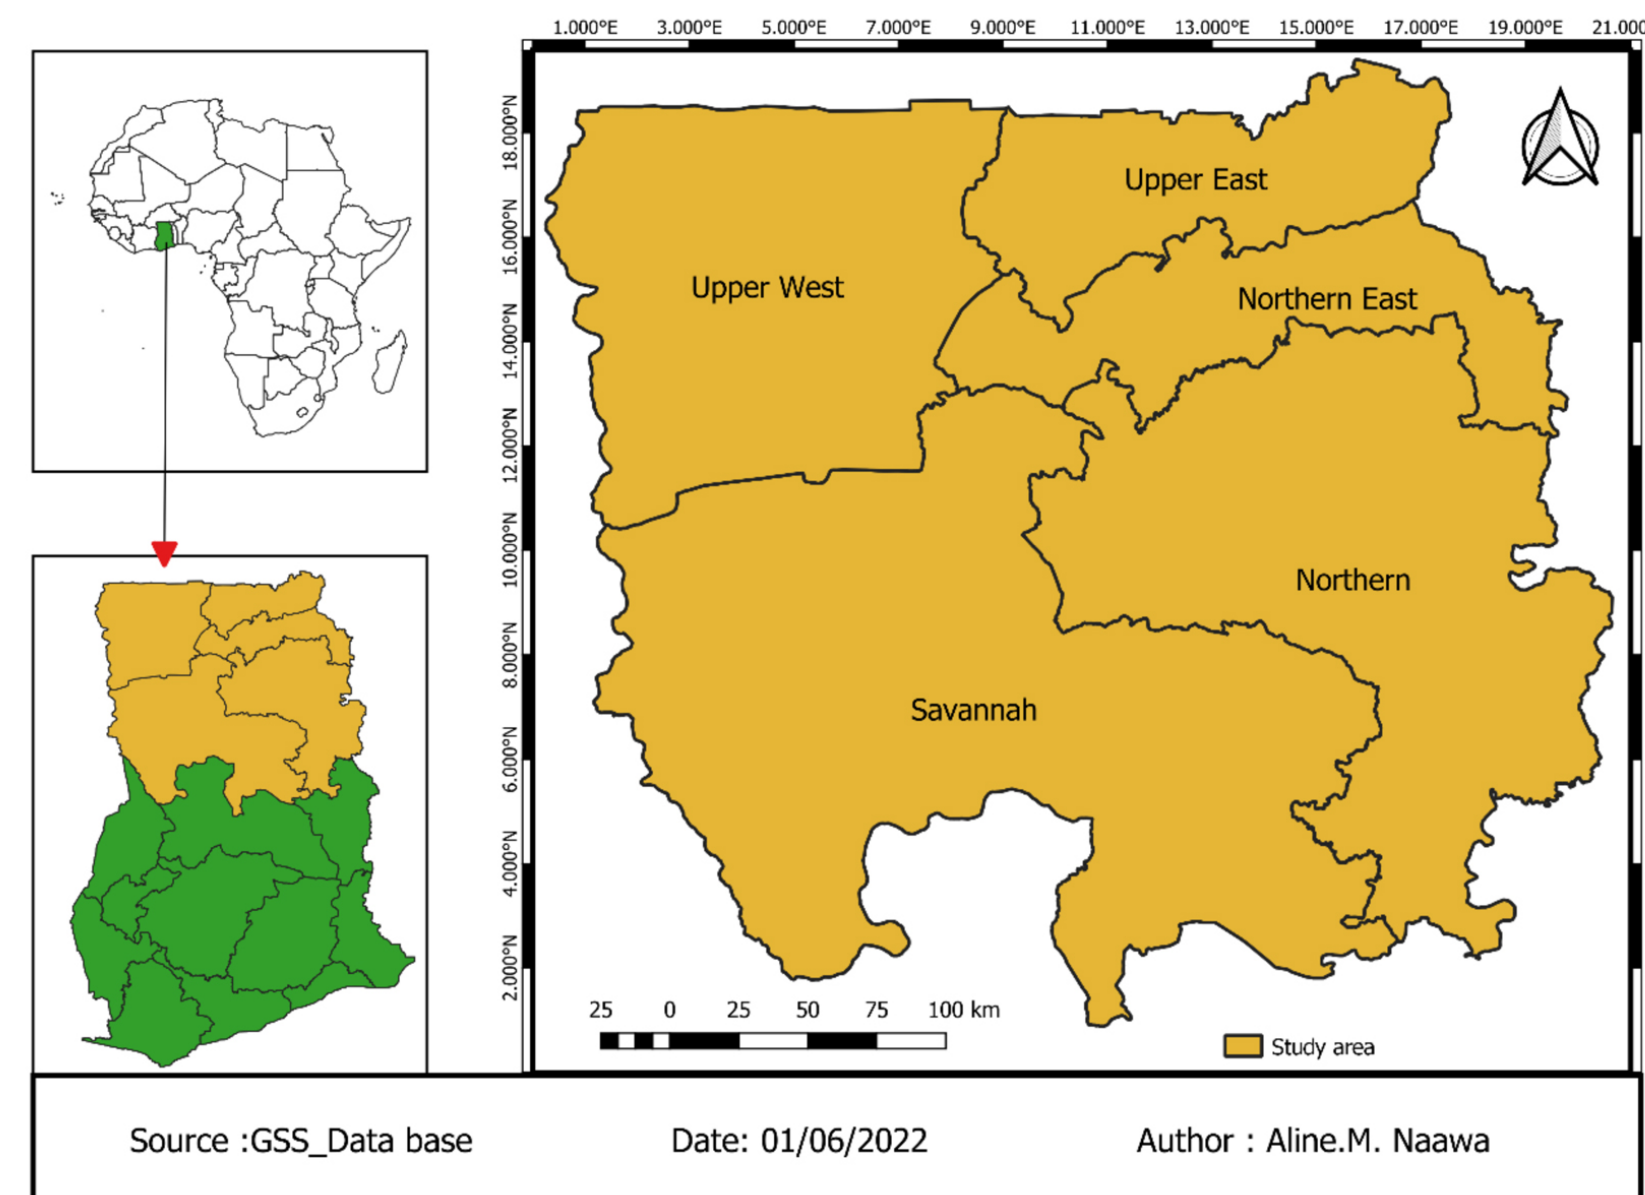 1.000°E 3.000°E 5.000°E 7.000°E 9.000°E 11.000°E 13.000°E 15.000°E 17.000°E 19.000°E 21.000
18.000°N
16.000°N
14.000°N
12.000°N
10.000°N
8.000°N
6.000°N
4.000°N
2.000°N
Upper East
Upper West
Northern East
Northern
Savannah
25 0 25 50 75 100 km
Study area
Source :GSS_Data base
Date: 01/06/2022
Author : Aline.M. Naawa